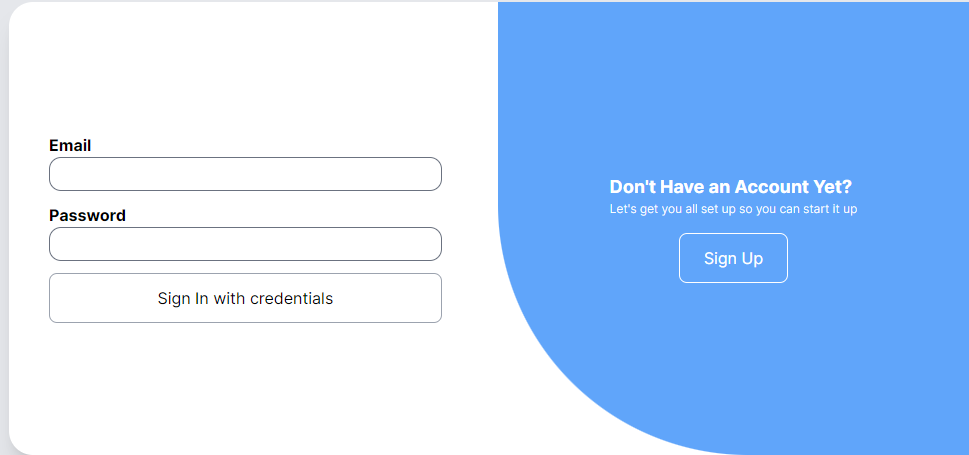 Email
Password
Sign In with credentials
Don't Have an Account Yet?
Let's get you all set up so you can start it up
Sign Up